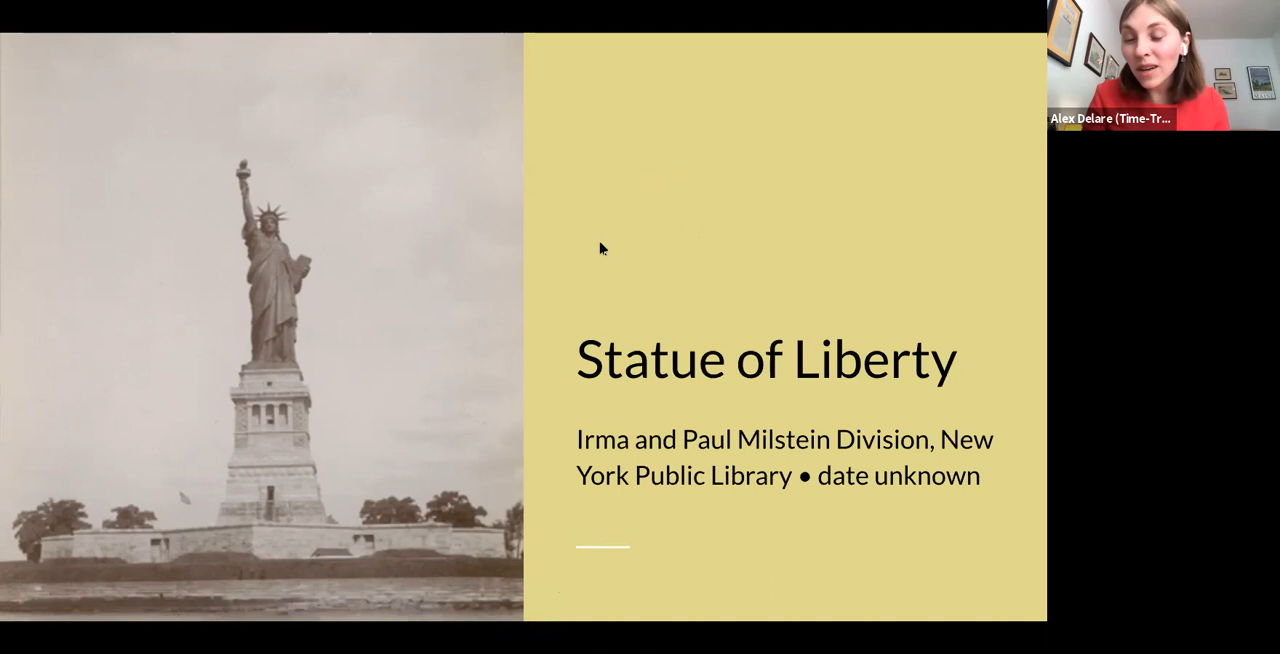 Alex Delare (Time-Tr...
Statue of Liberty
Irma and Paul Milstein Division, New
York Public Library • date unknown